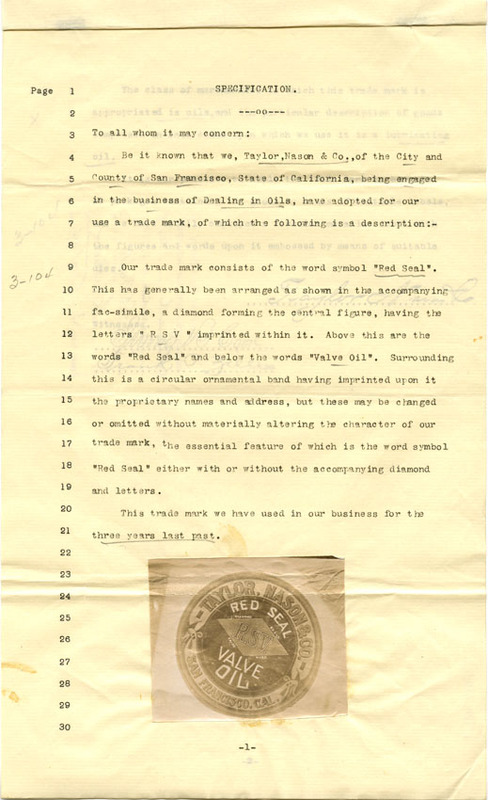 Page 1 SPECIFICATION.
2 ---oo---
3 To all whom it may concern:
4 Be it known that we, Taylor,Nason & Co.,of the City and
5 County of San Francisco, State of California, being engaged
6 in the business of Dealing in Oils, have adopted for our
7 use a trade mark, of which the following is a description:-
8
3-104
9 Our trade mark consists of the word symbol "Red Seal".
3-104
10 This has generally been arranged as shown in the accompanying
11 fac-simile, a diamond forming the central figure, having the
12 letters " R S V " imprinted within it. Above this are the
13 words "Red Seal" and below the words "Valve Oil". Surrounding
14 this is a circular ornamental band having imprinted upon it
15 the proprietary names and address, but these may be changed
16 or omitted without materially altering the character of our
17 trade mark, the essential feature of which is the word symbol
18 "Red Seal" either with or without the accompanying diamond
19 and letters.
20 This trade mark we have used in our business for the
21 three years last past.
22
23
24
25
26
27
28
29
30
TAYLOR, NASON & CO.
RED SEAL
RSV
VALVE
OIL.
SAN FRANCISCO, CAL.
-1-